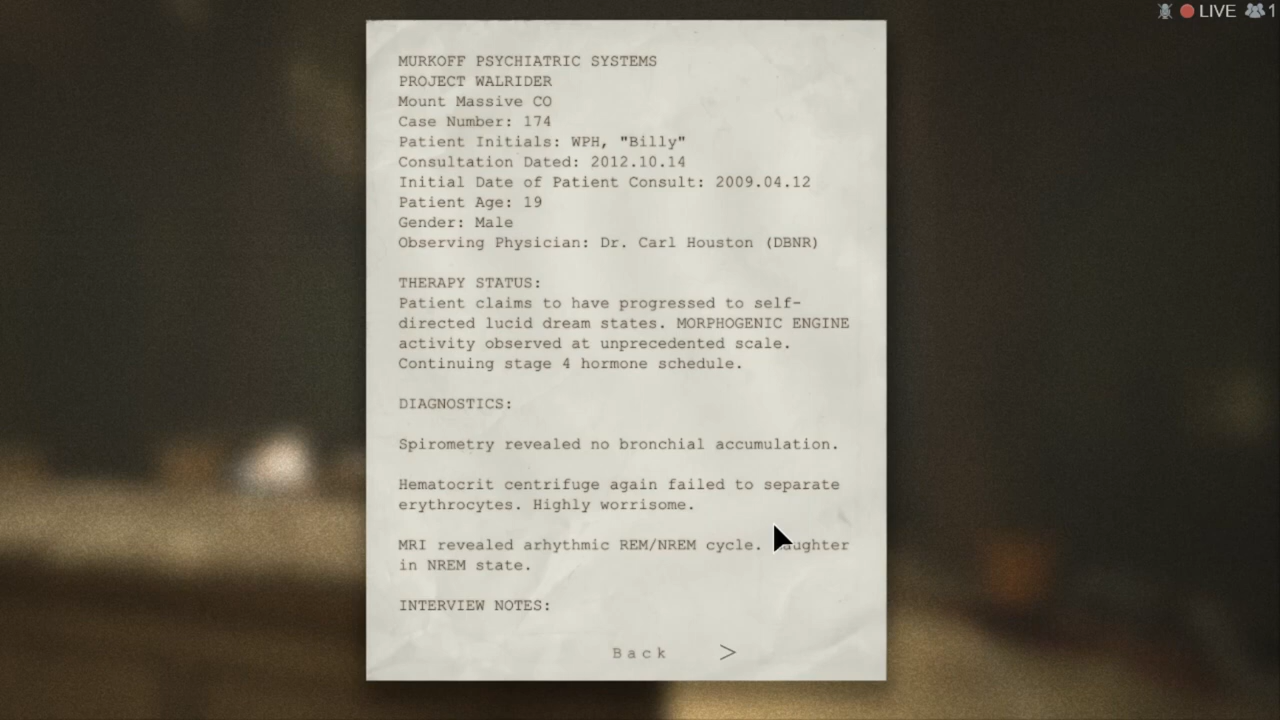 LIVE 1
MURKOFF PSYCHIATRIC SYSTEMS
PROJECT WALRIDER
Mount Massive CO
Case Number: 174
Patient Initials: WPH, "Billy"
Consultation Dated: 2012.10.14
Initial Date of Patient Consult: 2009.04.12
Patient Age: 19
Gender: Male
Observing Physician: Dr. Carl Houston (DBNR)
THERAPY STATUS:
Patient claims to have progressed to self-
directed lucid dream states. MORPHOGENIC ENGINE
activity observed at unprecedented scale.
Continuing stage 4 hormone schedule.
DIAGNOSTICS:
Spirometry revealed no bronchial accumulation.
Hematocrit centrifuge again failed to separate
erythrocytes. Highly worrisome.
MRI revealed arhythmic REM/NREM cycle.
in NREM state.
INTERVIEW NOTES:
Back >